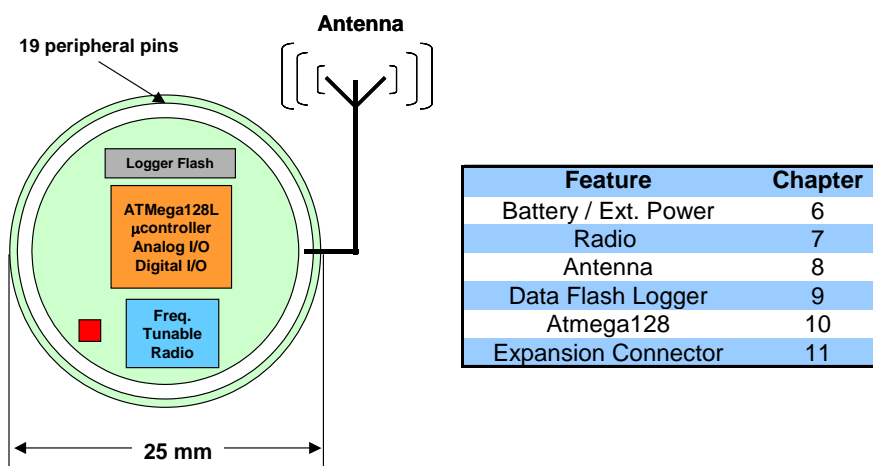 Antenna
19 peripheral pins
Logger Flash
ATMega128L
µcontroller
Analog I/O
Digital I/O
Freq.
Tunable
Radio
25 mm
Feature Chapter
Battery / Ext. Power 6
Radio 7
Antenna 8
Data Flash Logger 9
Atmega128 10
Expansion Connector 11